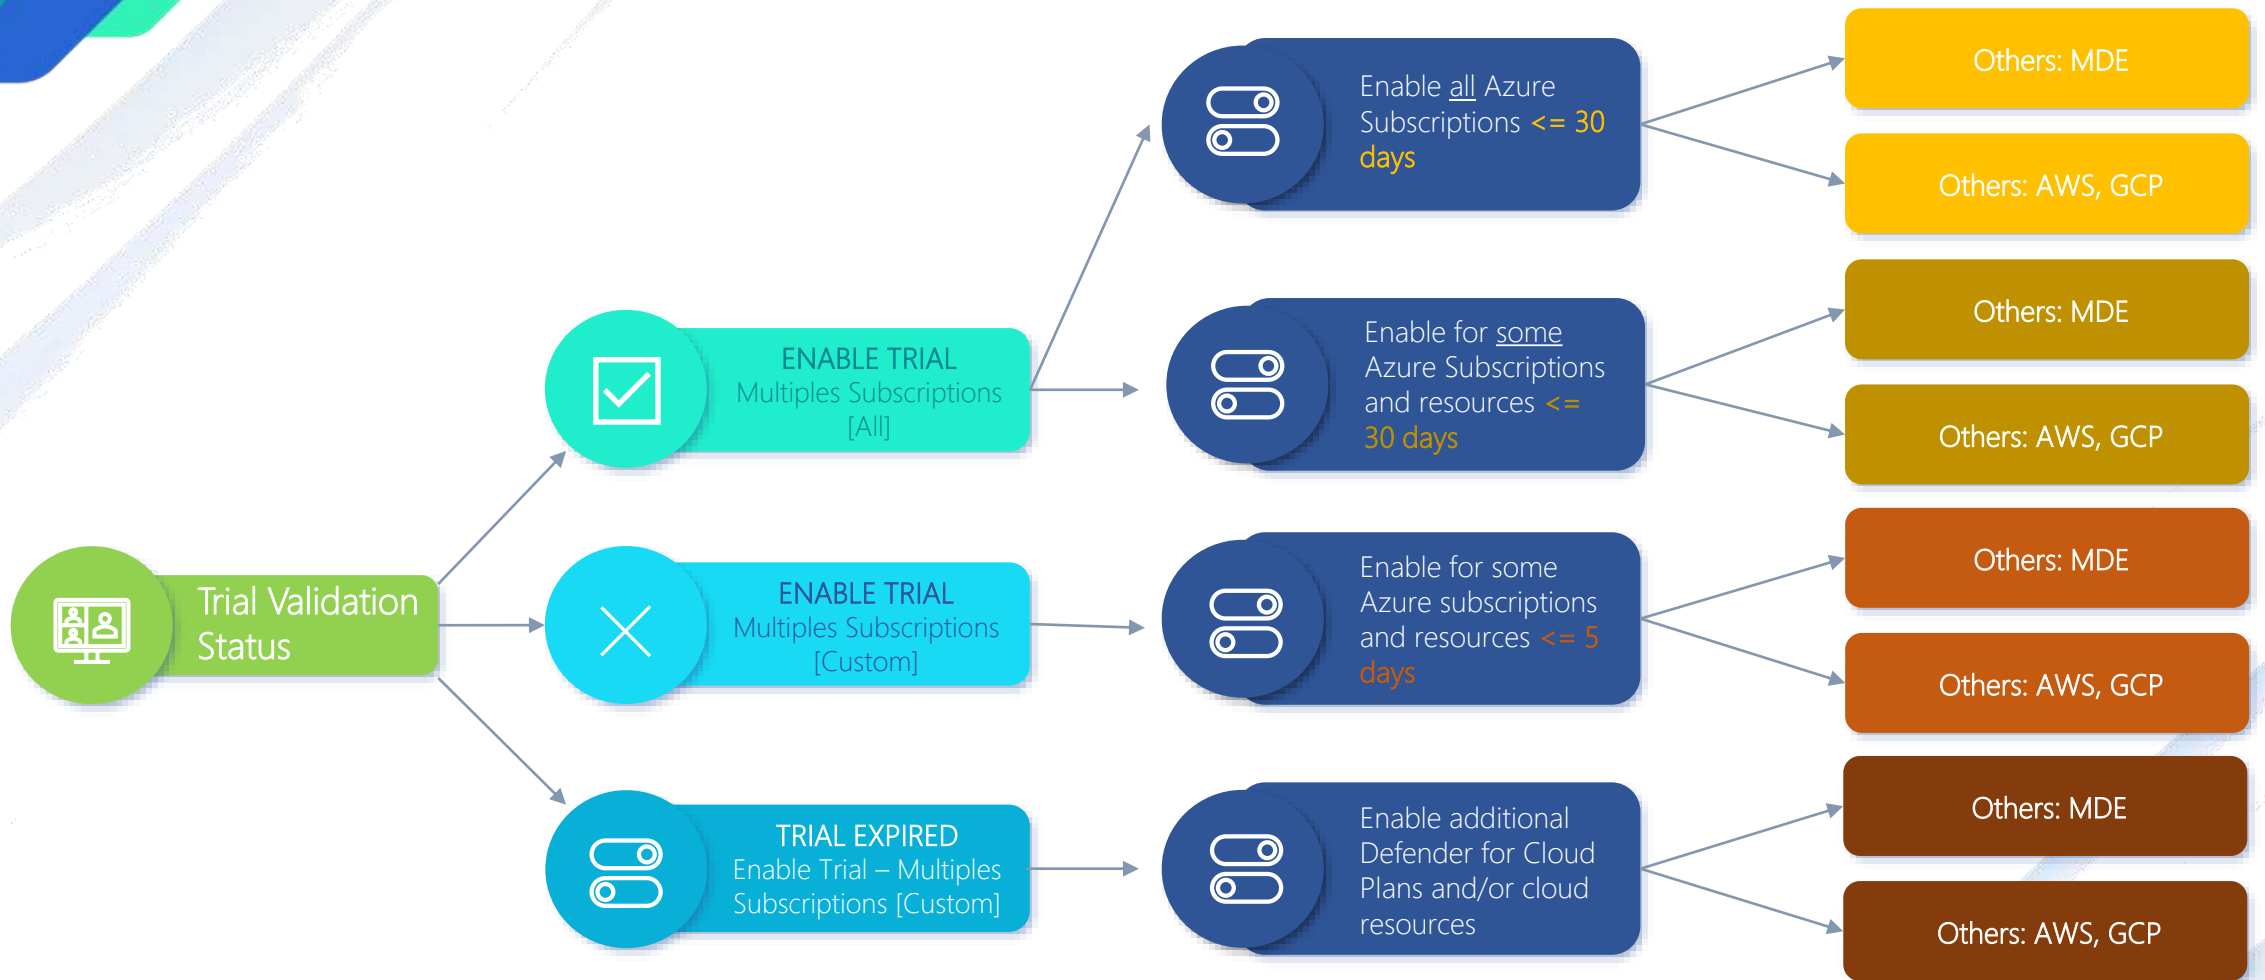 Trial Validation
Status
ENABLE TRIAL
Multiples Subscriptions
[All]
ENABLE TRIAL
Multiples Subscriptions
[Custom]
TRIAL EXPIRED
Enable Trial – Multiples
Subscriptions [Custom]
Enable all Azure
Subscriptions <= 30
days
Enable for some
Azure Subscriptions
and resources <=
30 days
Enable for some
Azure subscriptions
and resources <= 5
days
Enable additional
Defender for Cloud
Plans and/or cloud
resources
Others: MDE
Others: AWS, GCP
Others: MDE
Others: AWS, GCP
Others: MDE
Others: AWS, GCP
Others: MDE
Others: AWS, GCP